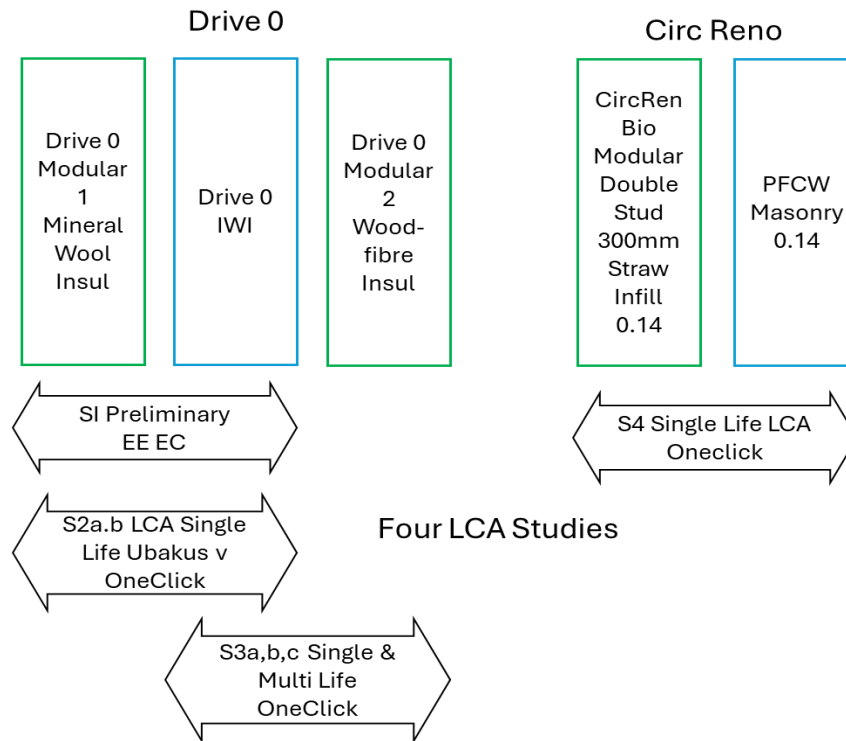 Drive 0
Circ Reno
Drive 0
Modular
1
Mineral
Wool
Insul
Drive 0
IWI
Drive 0
Modular
2
Wood-
fibre
Insul
CircRen
Bio
Modular
Double
Stud
300mm
Straw
Infill
0.14
PFCW
Masonry
0.14
SI Preliminary
EE EC
S4 Single Life LCA
Oneclick
S2a.b LCA Single
Life Ubakus v
OneClick
Four LCA Studies
S3a,b,c Single &
Multi Life
OneClick